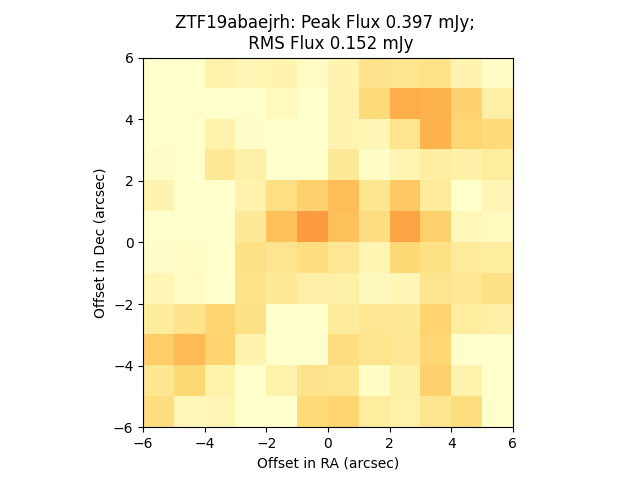 ZTF19abaejrh: Peak Flux 0.397 mJy;
RMS Flux 0.152 mJy
6
4
2
0
−2
−4
−6
Offset in Dec (arcsec)
−6 −4 −2 0 2 4 6
Offset in RA (arcsec)